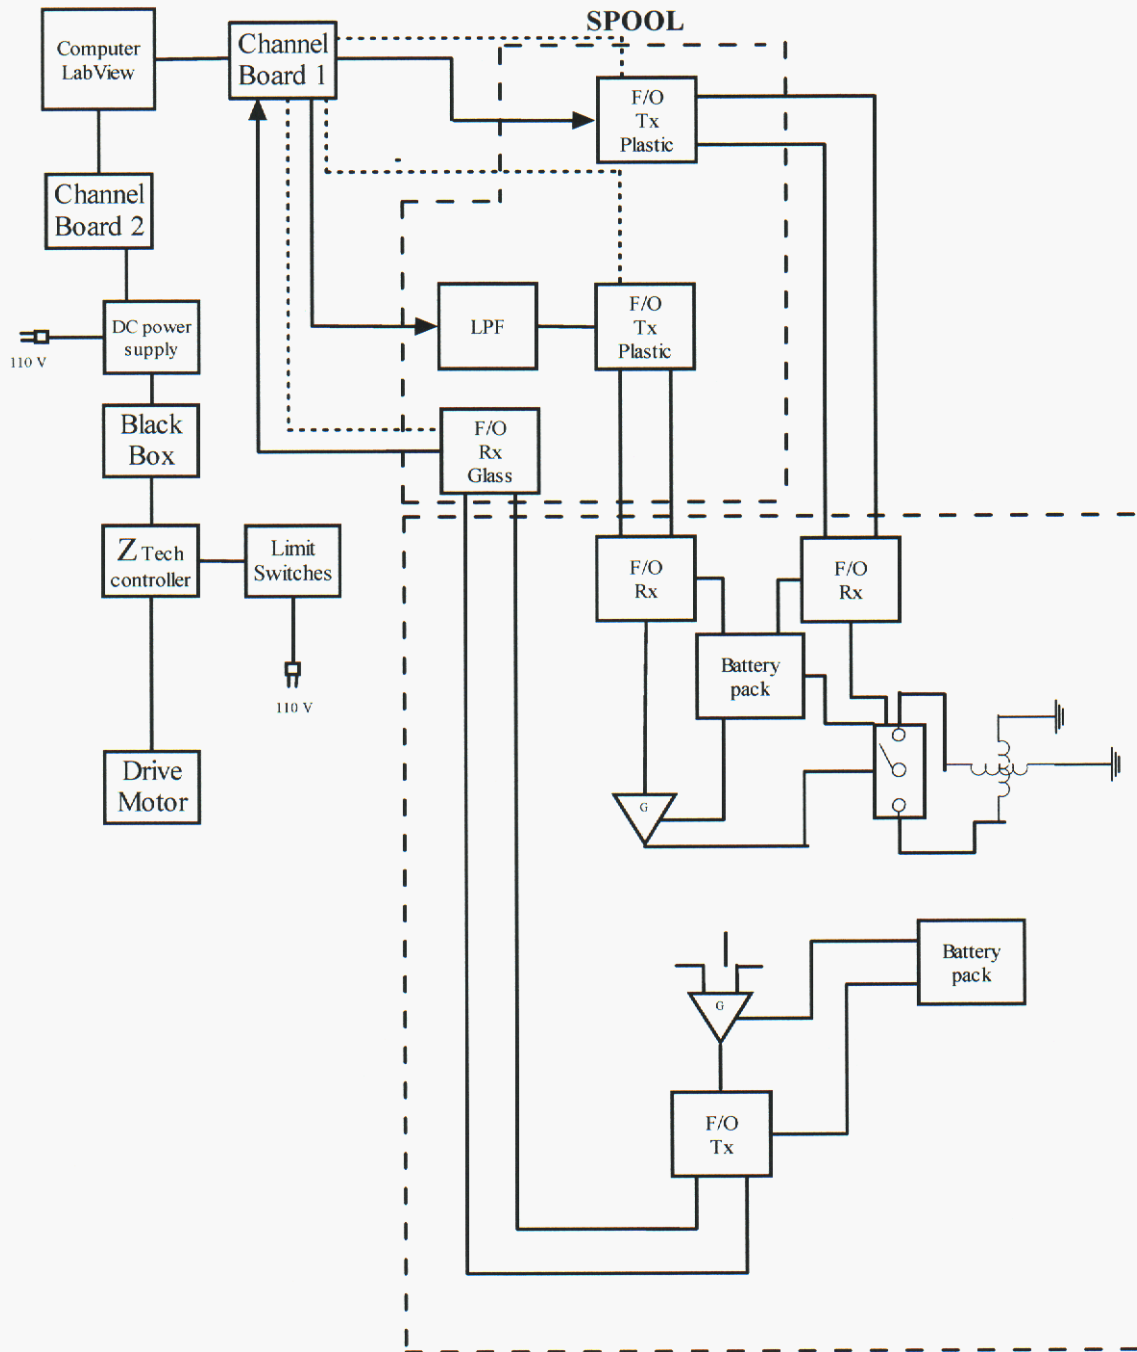 SPOOL
Computer
LabView
Channel
Board 1
F/O
Tx
Plastic
Channel
Board 2
DC power
supply
110 V
LPF
F/O
Tx
Plastic
Black
Box
F/O
Rx
Glass
Z Tech
controller
Limit
Switches
110 V
F/O
Rx
F/O
Rx
Battery
pack
Drive
Motor
G
Battery
pack
G
F/O
Tx